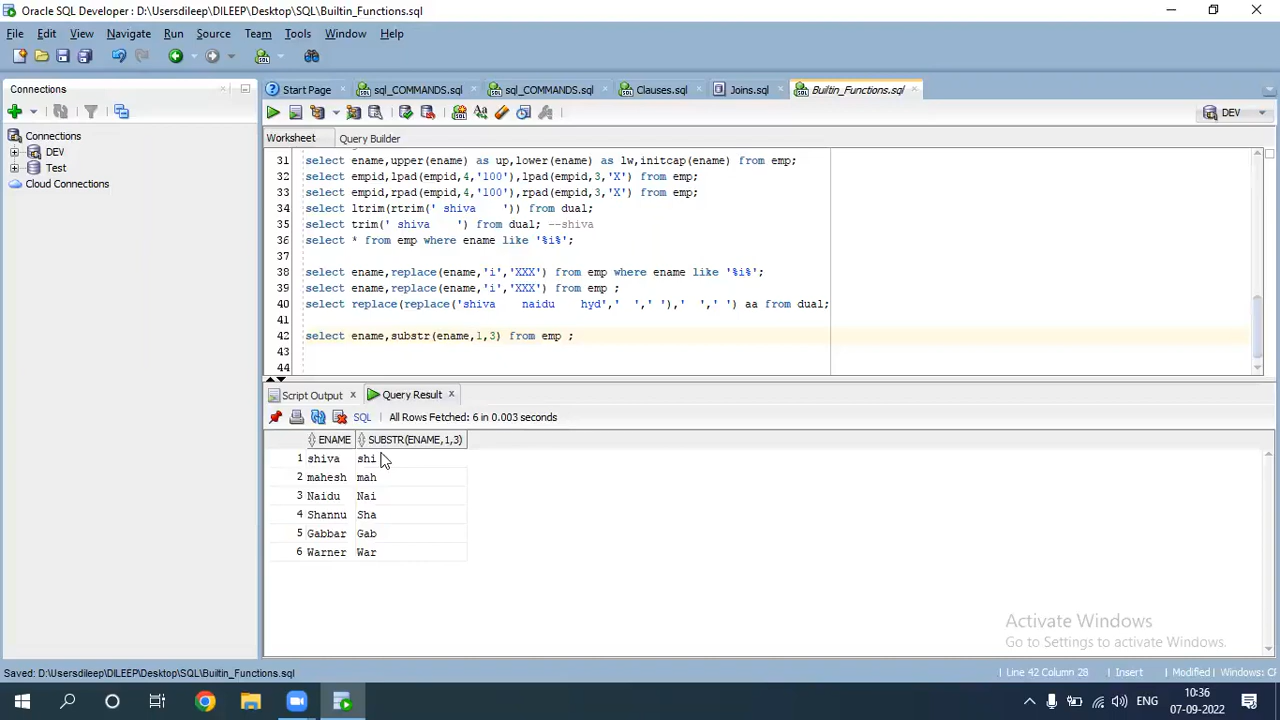 Oracle SQL Developer : D:\Usersdileep\DILEEP\Desktop\SQL\Builtin_Functions.sql
File Edit View Navigate Run Source Team Tools Window Help
Connections
Start Page
sql_COMMANDS.sql
sql_COMMANDS.sql
Clauses.sql
Joins.sql
Builtin_Functions.sql
DEV
Connections
DEV
Test
Cloud Connections
Worksheet Query Builder
31 select ename,upper(ename) as up,lower(ename) as lw,initcap(ename) from emp;
32 select empid,lpad(empid,4,'100'),lpad(empid,3,'X') from emp;
33 select empid,rpad(empid,4,'100'),rpad(empid,3,'X') from emp;
34 select ltrim(rtrim(' shiva    ')) from dual;
35 select trim(' shiva    ') from dual; --shiva
36 select * from emp where ename like '%i%';
37
38 select ename,replace(ename,'i','XXX') from emp where ename like '%i%';
39 select ename,replace(ename,'i','XXX') from emp ;
40 select replace(replace('shiva    naidu    hyd','  ',' '),'  ',' ') aa from dual;
41
42 select ename,substr(ename,1,3) from emp ;
43
44
Script Output Query Result
SQL All Rows Fetched: 6 in 0.003 seconds
ENAME SUBSTR(ENAME,1,3)
1 shiva shi
2 mahesh mah
3 Naidu Nai
4 Shannu Sha
5 Gabbar Gab
6 Warner War
Activate Windows
Go to Settings to activate Windows.
Saved: D:\Usersdileep\DILEEP\Desktop\SQL\Builtin_Functions.sql
Line 42 Column 28 Insert Modified Windows: CF
ENG
10:36
07-09-2022